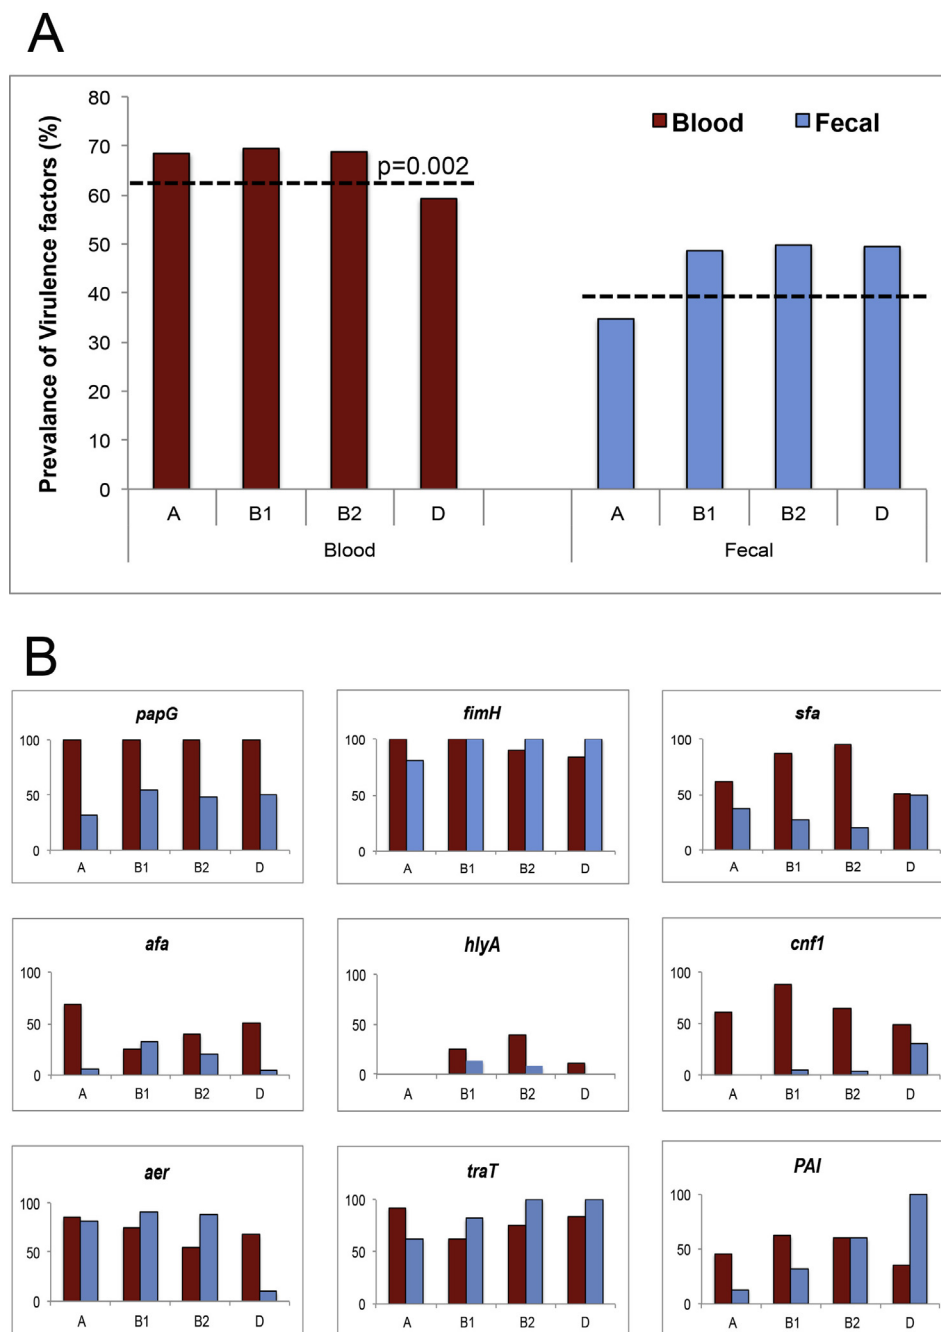 A
Prevalance of Virulence factors (%)
80
70
60
50
40
30
20
10
0
Blood Fecal
p=0.002
A B1 B2 D A B1 B2 D
Blood Fecal
B
papG
100
50
0
A B1 B2 D
fimH
100
50
0
A B1 B2 D
sfa
100
50
0
A B1 B2 D
afa
100
50
0
A B1 B2 D
hlyA
100
50
0
A B1 B2 D
cnf1
100
50
0
A B1 B2 D
aer
100
50
0
A B1 B2 D
traT
100
50
0
A B1 B2 D
PAI
100
50
0
A B1 B2 D